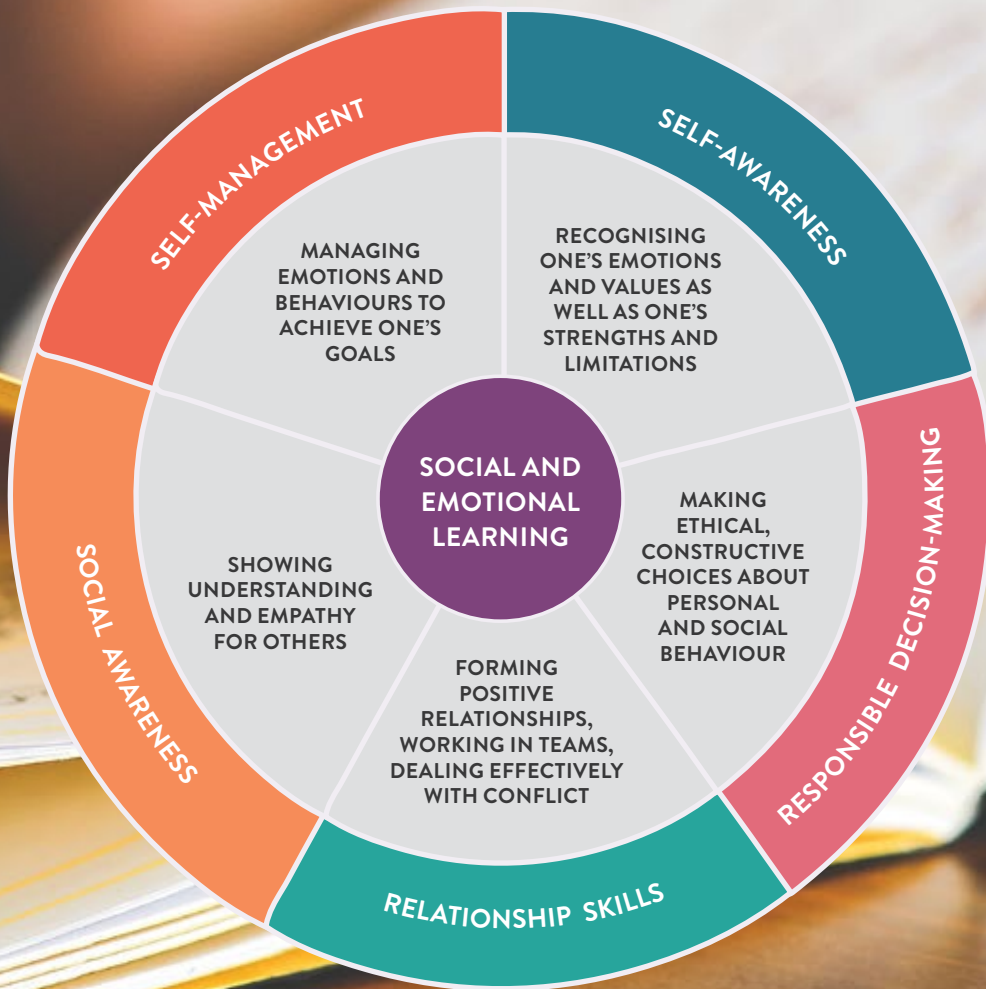 SELF-MANAGEMENT
SELF-AWARENESS
MANAGING
EMOTIONS AND
BEHAVIOURS TO
ACHIEVE ONE'S
GOALS
RECOGNISING
ONE'S EMOTIONS
AND VALUES AS
WELL AS ONE'S
STRENGTHS AND
LIMITATIONS
SOCIAL AND
EMOTIONAL
LEARNING
RESPONSIBLE DECISION-MAKING
MAKING
ETHICAL,
CONSTRUCTIVE
CHOICES ABOUT
PERSONAL
AND SOCIAL
BEHAVIOUR
SOCIAL AWARENESS
SHOWING
UNDERSTANDING
AND EMPATHY
FOR OTHERS
FORMING
POSITIVE
RELATIONSHIPS,
WORKING IN TEAMS,
DEALING EFFECTIVELY
WITH CONFLICT
RELATIONSHIP SKILLS